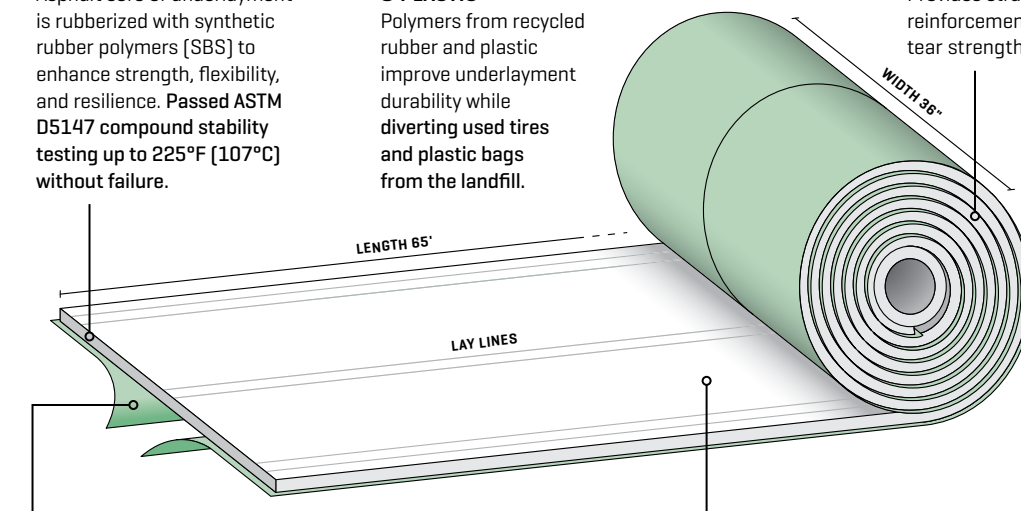 is rubberized with synthetic
rubber polymers (SBS) to
enhance strength, flexibility,
and resilience. Passed ASTM
D5147 compound stability
testing up to 225°F (107°C)
without failure.
Polymers from recycled
rubber and plastic
improve underlayment
durability while
diverting used tires
and plastic bags
from the landfill.
reinforcemen
tear strength
WIDTH 36"
LENGTH 65'
LAY LINES